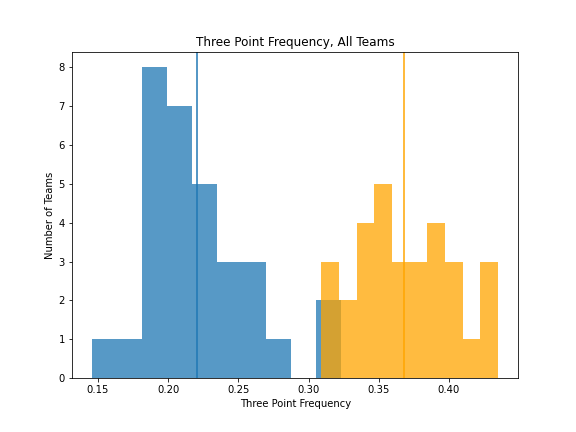 Three Point Frequency, All Teams
8
7
6
5
4
3
2
1
0
Number of Teams
0.15 0.20 0.25 0.30 0.35 0.40
Three Point Frequency